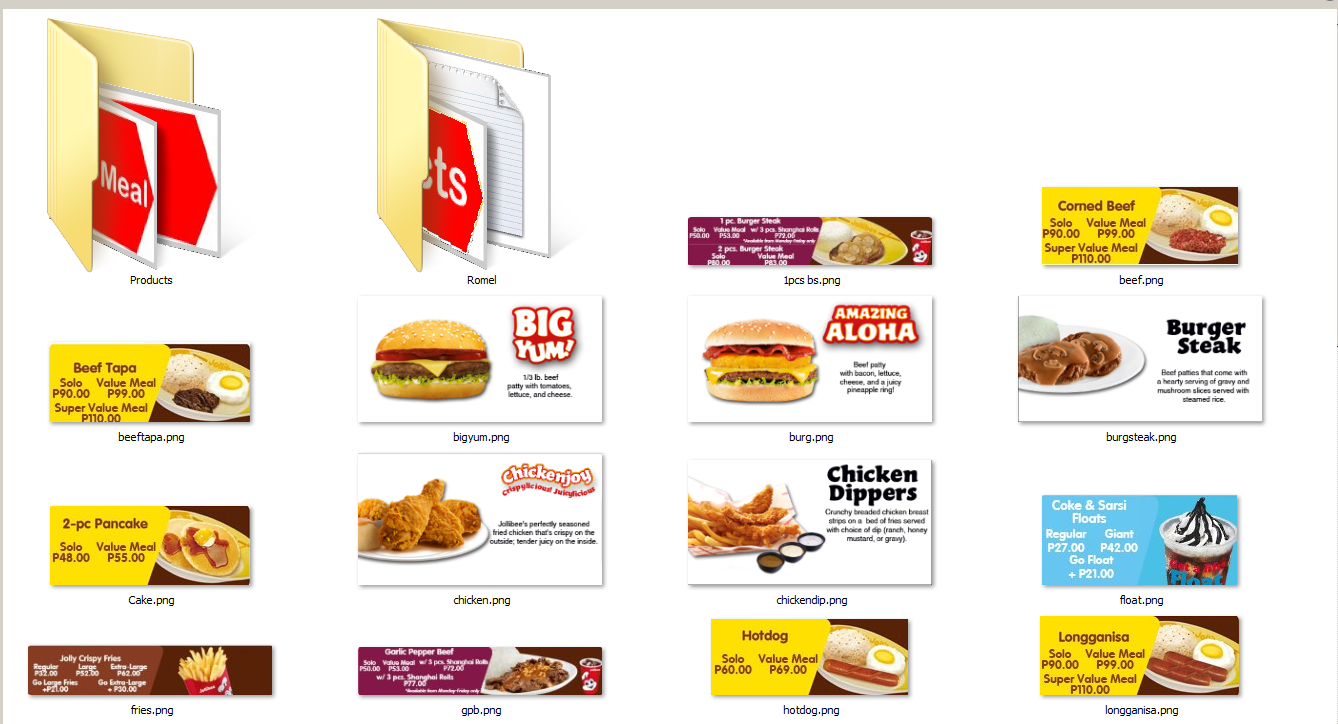 Meal
cts
Products
Romel
1 pc. Burger Steak
Solo Value Meal w/ 3 pcs. Shanghai Rolls
P50.00 P53.00 P72.00
*Available from Monday-Friday only
2 pcs. Burger Steak
Solo Value Meal
P80.00 P83.00
1pcs bs.png
Corned Beef
Solo Value Meal
P90.00 P99.00
Super Value Meal
P110.00
beef.png
Beef Tapa
Solo Value Meal
P90.00 P99.00
Super Value Meal
P110.00
beeftapa.png
BIG
YUM!
1/3 lb. beef
patty with tomatoes,
lettuce, and cheese.
bigyum.png
AMAZING
ALOHA
Beef patty
with bacon, lettuce,
cheese, and a juicy
pineapple ring!
burg.png
Burger
Steak
Beef patties that come with
a hearty serving of gravy and
mushroom slices served with
steamed rice.
burgsteak.png
2-pc Pancake
Solo Value Meal
P48.00 P55.00
Cake.png
Chickenjoy
Crispylicious! Juicylicious
Jollibee's perfectly seasoned
fried chicken that's crispy on the
outside; tender juicy on the inside.
chicken.png
Chicken
Dippers
Crunchy breaded chicken breast
strips on a bed of fries served
with choice of dip (ranch, honey
mustard, or gravy).
chickendip.png
Coke & Sarsi
Floats
Regular Giant
P27.00 P42.00
Go Float
+ P21.00
Float
float.png
Jolly Crispy Fries
Regular Large Extra-Large
P32.00 P52.00 P62.00
Go Large Fries Go Extra-Large
+P21.00 + P30.00
fries.png
Garlic Pepper Beef
Solo Value Meal w/ 3 pcs. Shanghai Rolls
P50.00 P53.00 P72.00
w/ 3 pcs. Shanghai Rolls
P77.00
*Available from Monday-Friday only
gpb.png
Hotdog
Solo Value Meal
P60.00 P69.00
hotdog.png
Longganisa
Solo Value Meal
P90.00 P99.00
Super Value Meal
P110.00
longganisa.png